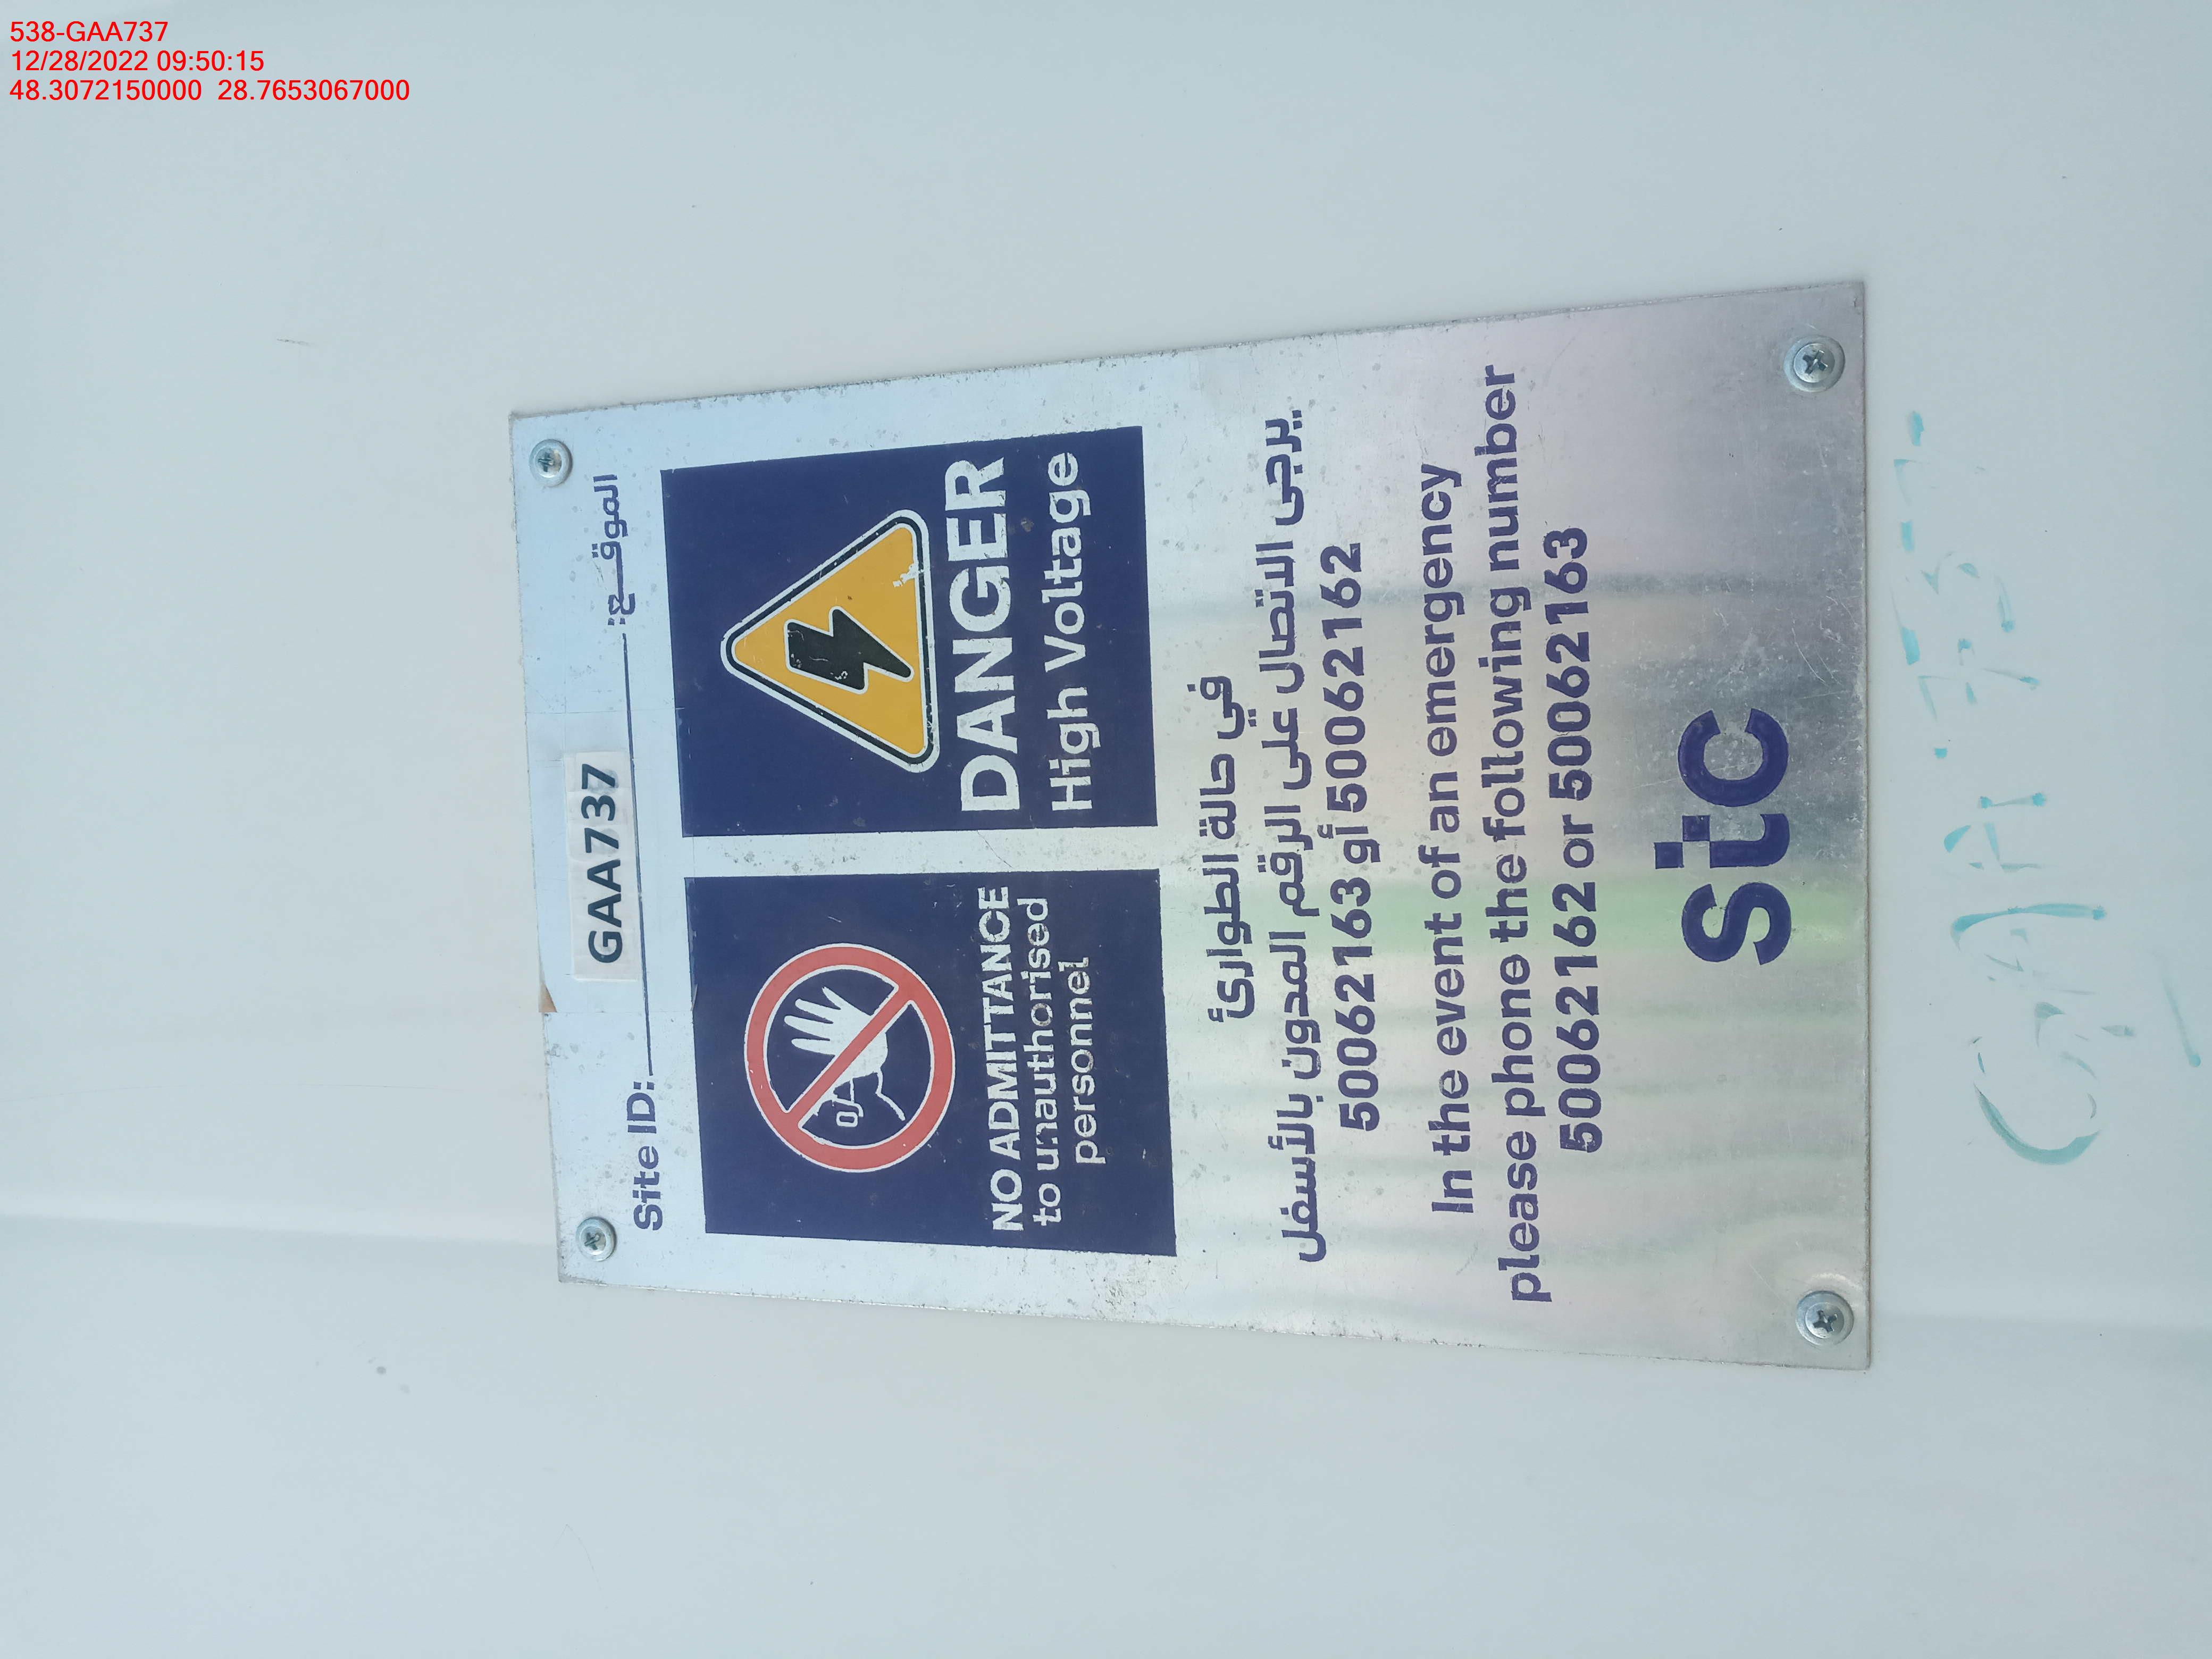 538-GAA737
12/28/2022 09:50:15
48.3072150000 28.7653067000
Site ID: GAA737 الموقـــع:
NO ADMITTANCE
to unauthorised
personnel
DANGER
High Voltage
في حالة الطوارئ
يرجى الاتصال على الرقم المدون بالأسفل
50062163 أو 50062162
In the event of an emergency
please phone the following number
50062162 or 50062163
stc